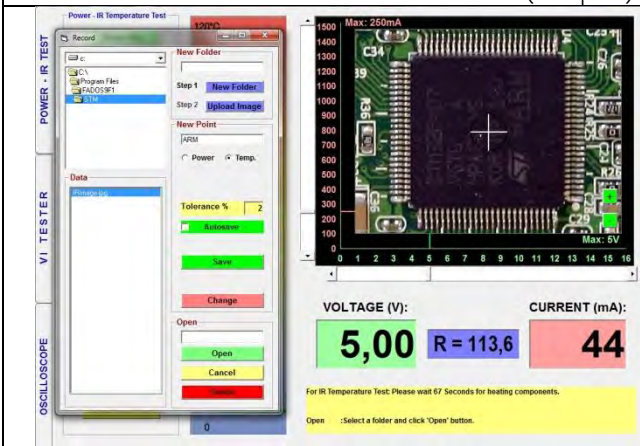 Power - IR Temperature Test
120°C
Record
POWER - IR TEST
VI TESTER
OSCILLOSCOPE
c:
C:\
Program Files
FADOS9F1
STM
New Folder
Step 1 New Folder
Step 2 Upload Image
New Point
ARM
Power Temp.
Data
Tolerance % 2
Autosave
Save
Change
Open
Open
Cancel
0
Max: 250mA
1500
1400
1300
1200
1100
1000
900
800
700
600
500
400
300
200
100
0
0 1 2 3 4 5 6 7 8 9 10 11 12 13 14 15 16
C34
ARM
+
-
Max: 5V
VOLTAGE (V):
CURRENT (mA):
5,00
R = 113,6
44
For IR Temperature Test: Please wait 67 Seconds for heating components.
Open :Select a folder and click 'Open' button.